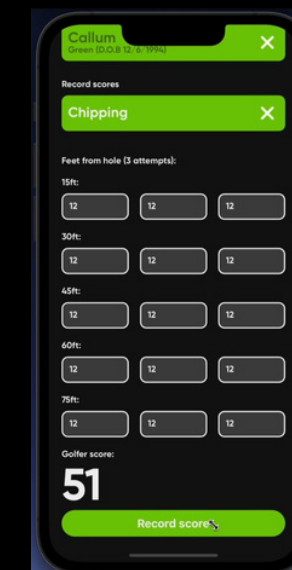 Callum
Green (D.O.B 12/6/1994)
Record scores
Chipping
Feet from hole (3 attempts):
15ft:
12 12 12
30ft:
12 12 12
45ft:
12 12 12
60ft:
12 12 12
75ft:
12 12 12
Golfer score:
51
Record score